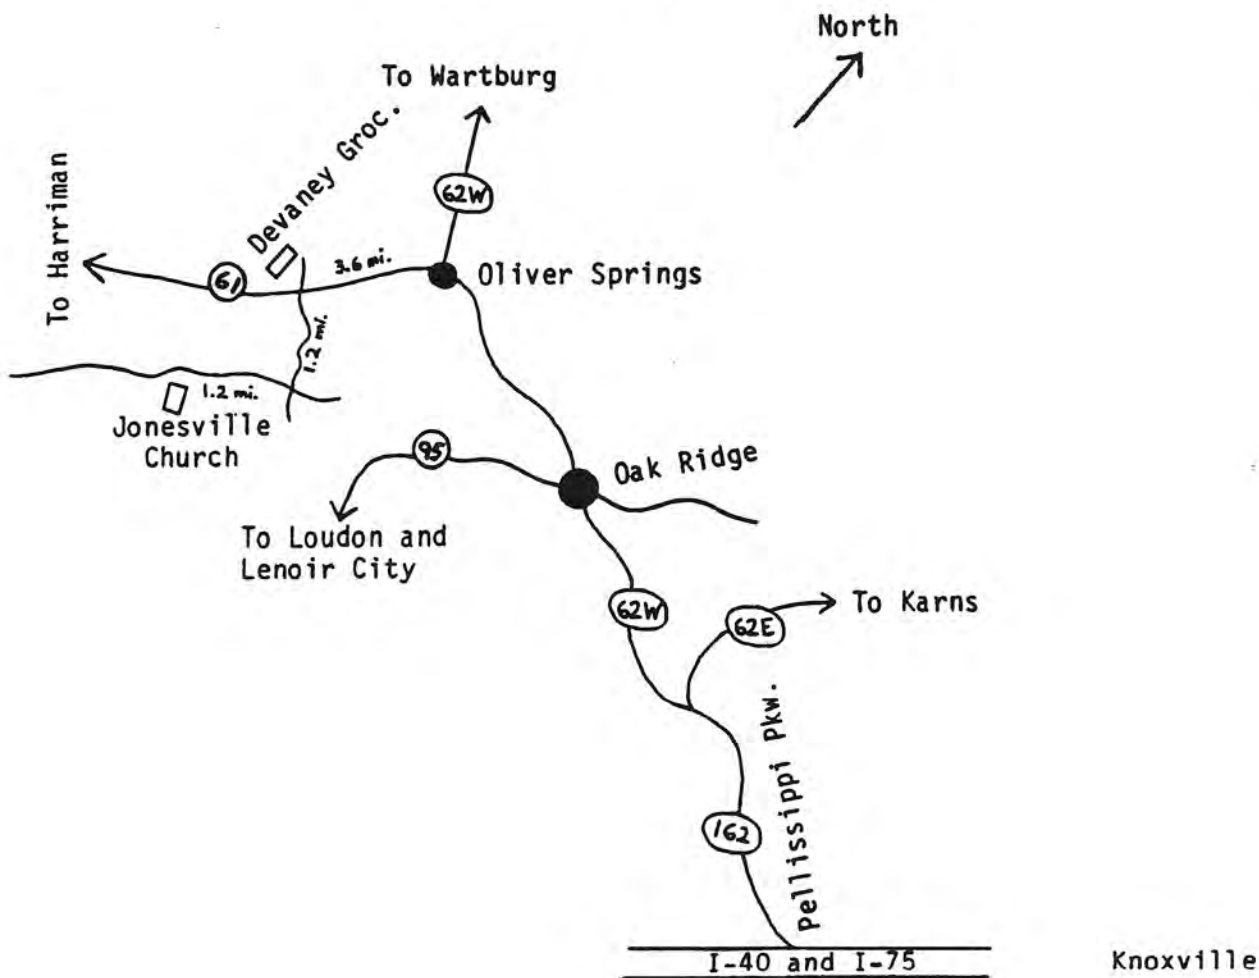 North
To Wartburg
Devaney Groc.
To Harriman
62W
61
3.6 mi.
Oliver Springs
1.2 mi.
1.2 mi.
Jonesville
Church
95
Oak Ridge
To Loudon and
Lenoir City
62W
62E
To Karns
Pellissippi Pkw.
162
I-40 and I-75
Knoxville